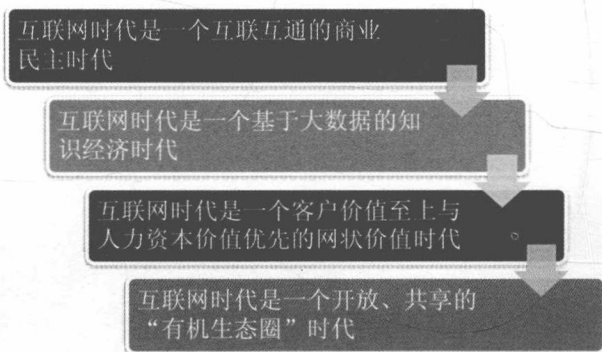 互联网时代是一个互联互通的商业
民主时代
互联网时代是一个基于大数据的知
识经济时代
互联网时代是一个客户价值至上与
人力资本价值优先的网状价值时代
互联网时代是一个开放、共享的
“有机生态圈”时代